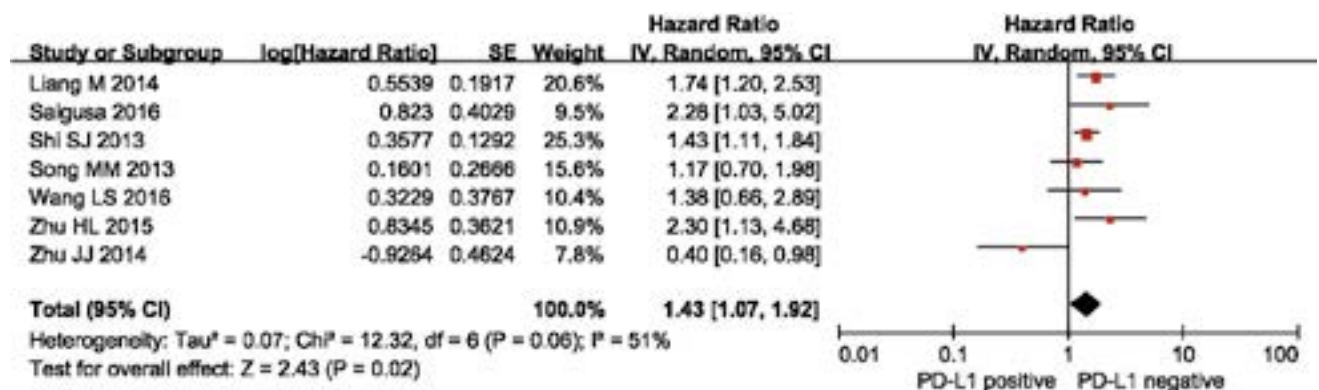 Hazard Ratio Hazard Ratio
Study or Subgroup log[Hazard Ratio] SE Weight IV, Random, 95% CI IV, Random, 95% CI
Liang M 2014 0.5539 0.1917 20.6% 1.74 [1.20, 2.53]
Saigusa 2016 0.823 0.4029 9.5% 2.28 [1.03, 5.02]
Shi SJ 2013 0.3577 0.1292 25.3% 1.43 [1.11, 1.84]
Song MM 2013 0.1601 0.2666 15.6% 1.17 [0.70, 1.98]
Wang LS 2016 0.3229 0.3767 10.4% 1.38 [0.66, 2.89]
Zhu HL 2015 0.8345 0.3621 10.9% 2.30 [1.13, 4.68]
Zhu JJ 2014 -0.9264 0.4624 7.8% 0.40 [0.16, 0.98]
Total (95% CI) 100.0% 1.43 [1.07, 1.92]
Heterogeneity: Tau² = 0.07; Chi² = 12.32, df = 6 (P = 0.06); I² = 51%
Test for overall effect: Z = 2.43 (P = 0.02)
0.01 0.1 1 10 100
PD-L1 positive PD-L1 negative